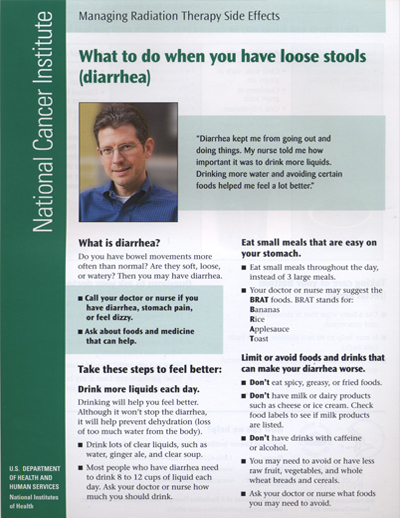 National Cancer Institute
Managing Radiation Therapy Side Effects
What to do when you have loose stools
(diarrhea)
"Diarrhea kept me from going out and
doing things. My nurse told me how
important it was to drink more liquids.
Drinking more water and avoiding certain
foods helped me feel a lot better."
What is diarrhea?
Do you have bowel movements more
often than normal? Are they soft, loose,
or watery? Then you may have diarrhea.
■ Call your doctor or nurse if you
have diarrhea, stomach pain,
or feel dizzy.
■ Ask about foods and medicine
that can help.
Take these steps to feel better:
Drink more liquids each day.
Drinking will help you feel better.
Although it won't stop the diarrhea,
it will help prevent dehydration (loss
of too much water from the body).
■ Drink lots of clear liquids, such as
water, ginger ale, and clear soup.
■ Most people who have diarrhea need
to drink 8 to 12 cups of liquid each
day. Ask your doctor or nurse how
much you should drink.
Eat small meals that are easy on
your stomach.
■ Eat small meals throughout the day,
instead of 3 large meals.
■ Your doctor or nurse may suggest the
BRAT foods. BRAT stands for:
Bananas
Rice
Applesauce
Toast
Limit or avoid foods and drinks that
can make your diarrhea worse.
■ Don't eat spicy, greasy, or fried foods.
■ Don't have milk or dairy products
such as cheese or ice cream. Check
food labels to see if milk products
are listed.
■ Don't have drinks with caffeine
or alcohol.
■ You may need to avoid or have less
raw fruit, vegetables, and whole
wheat breads and cereals.
■ Ask your doctor or nurse what foods
you may need to avoid.
U.S. DEPARTMENT
OF HEALTH AND
HUMAN SERVICES
National Institutes
of Health